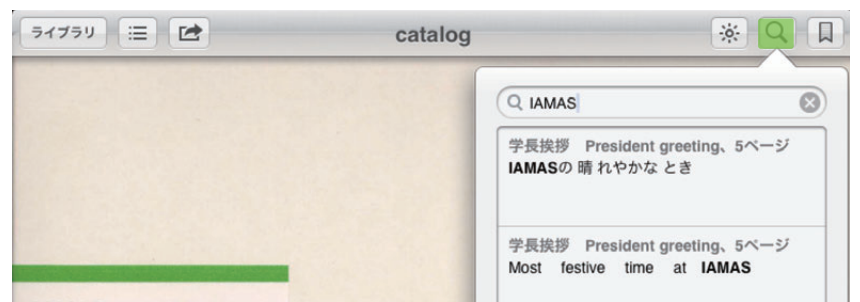 ライブラリ
catalog
IAMAS
学長挨拶 President greeting、5ページ
IAMASの 晴 れやかな とき
学長挨拶 President greeting、5ページ
Most festive time at IAMAS